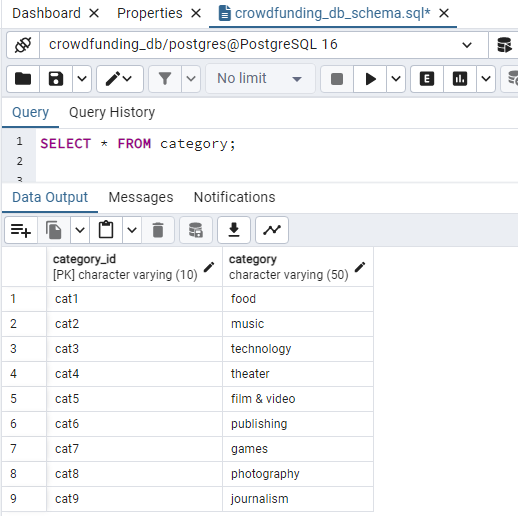 Dashboard Properties crowdfunding_db_schema.sql*
crowdfunding_db/postgres@PostgreSQL 16
No limit E
Query Query History
1 SELECT * FROM category;
2
3
Data Output Messages Notifications
category_id category
[PK] character varying (10) character varying (50)
1 cat1 food
2 cat2 music
3 cat3 technology
4 cat4 theater
5 cat5 film & video
6 cat6 publishing
7 cat7 games
8 cat8 photography
9 cat9 journalism